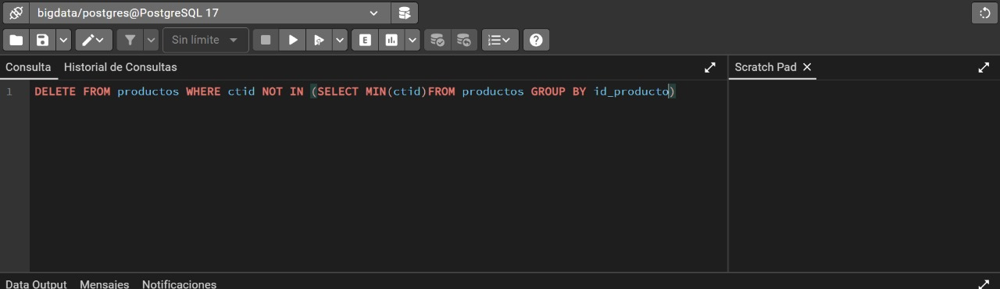 bigdata/postgres@PostgreSQL 17
Sin límite
E
Consulta Historial de Consultas
Scratch Pad
1 DELETE FROM productos WHERE ctid NOT IN (SELECT MIN(ctid)FROM productos GROUP BY id_producto)
Data Output Mensajes Notificaciones